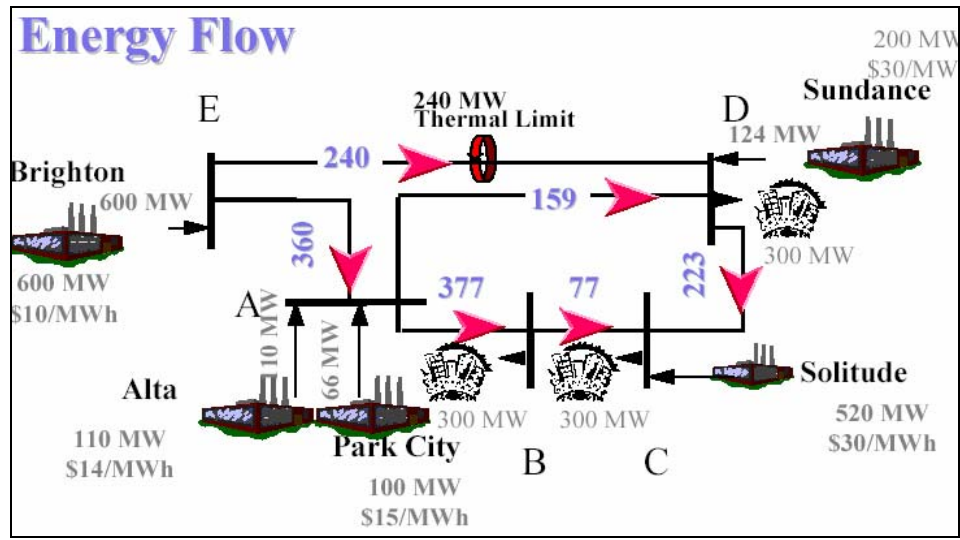 Energy Flow
200 MW
$30/MW
Sundance
E
240 MW
Thermal Limit
D
124 MW
240
Brighton
600 MW
159
360
300 MW
223
600 MW
$10/MWh
A
377
77
110 MW
66 MW
Alta
300 MW
300 MW
Solitude
110 MW
$14/MWh
Park City
520 MW
$30/MWh
B
C
100 MW
$15/MWh